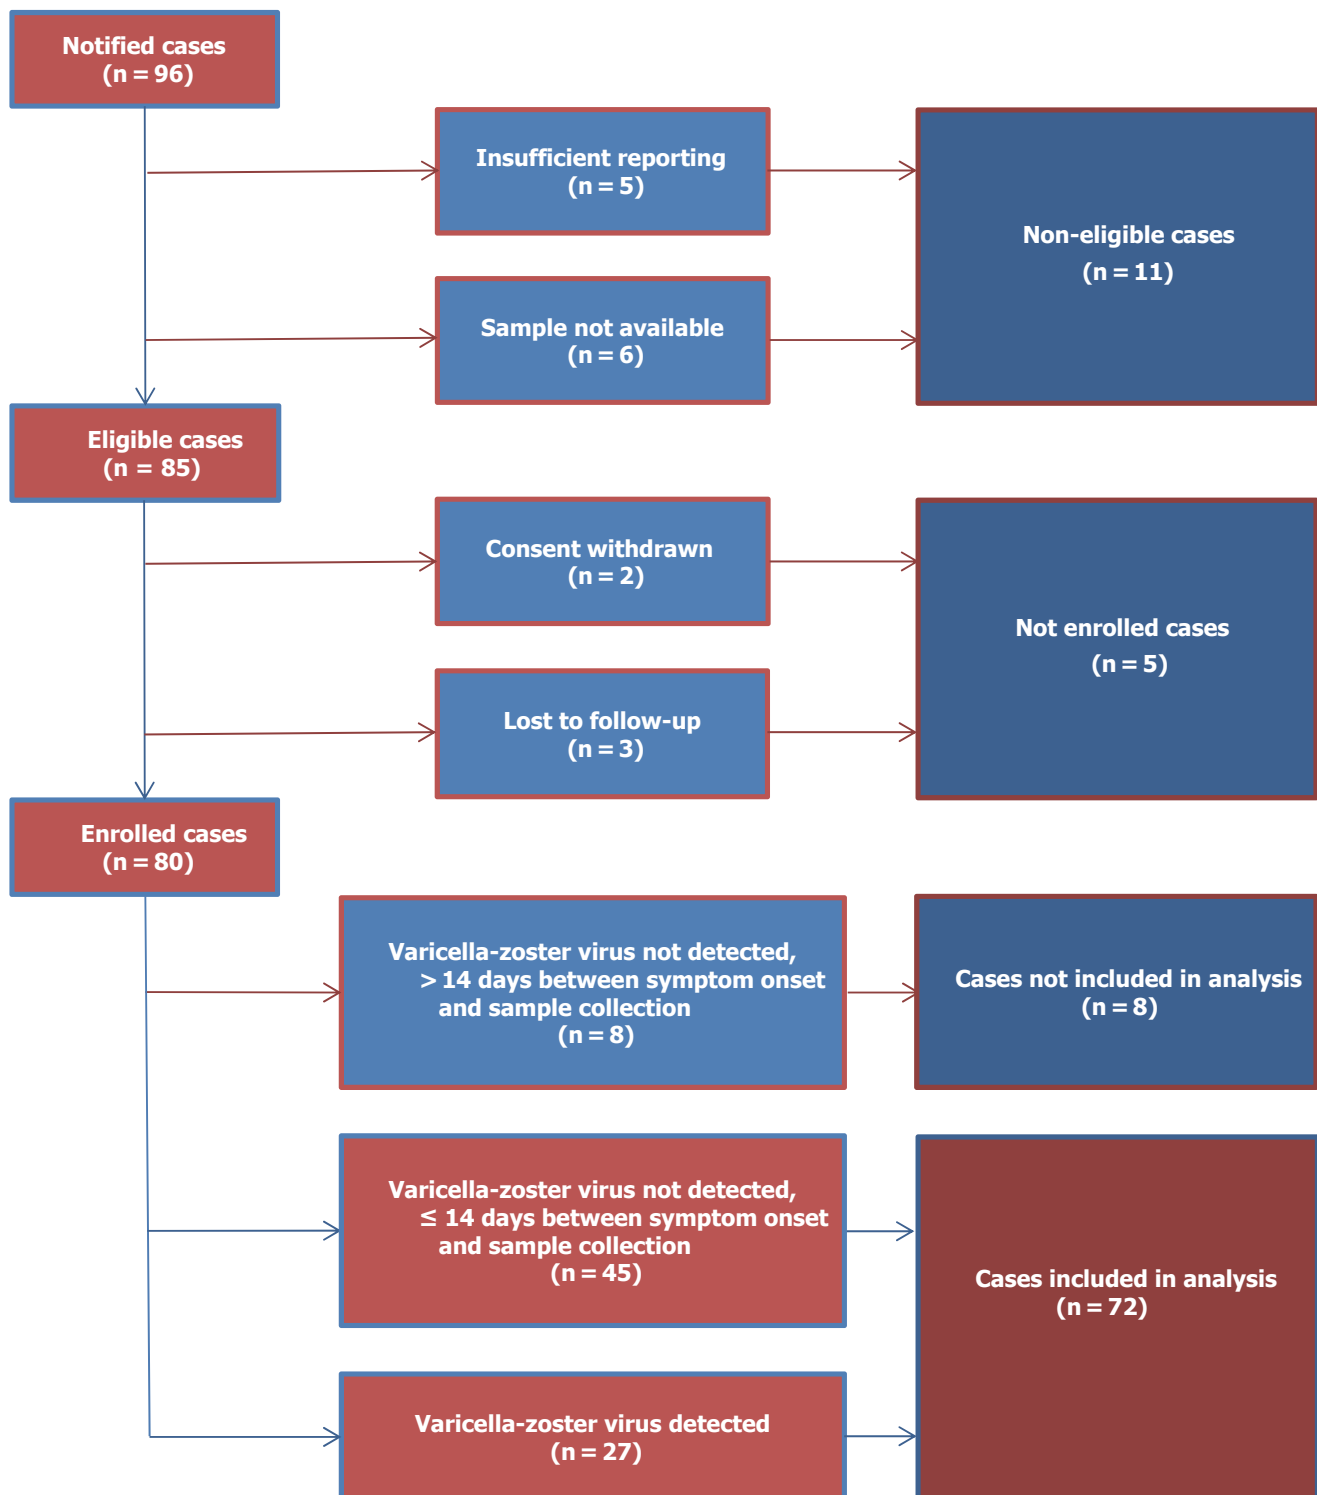 Notified cases
(n = 96)
Insufficient reporting
(n = 5)
Non-eligible cases
(n = 11)
Sample not available
(n = 6)
Eligible cases
(n = 85)
Consent withdrawn
(n = 2)
Not enrolled cases
(n = 5)
Lost to follow-up
(n = 3)
Enrolled cases
(n = 80)
Varicella-zoster virus not detected,
> 14 days between symptom onset
and sample collection
(n = 8)
Cases not included in analysis
(n = 8)
Varicella-zoster virus not detected,
≤ 14 days between symptom onset
and sample collection
(n = 45)
Cases included in analysis
(n = 72)
Varicella-zoster virus detected
(n = 27)